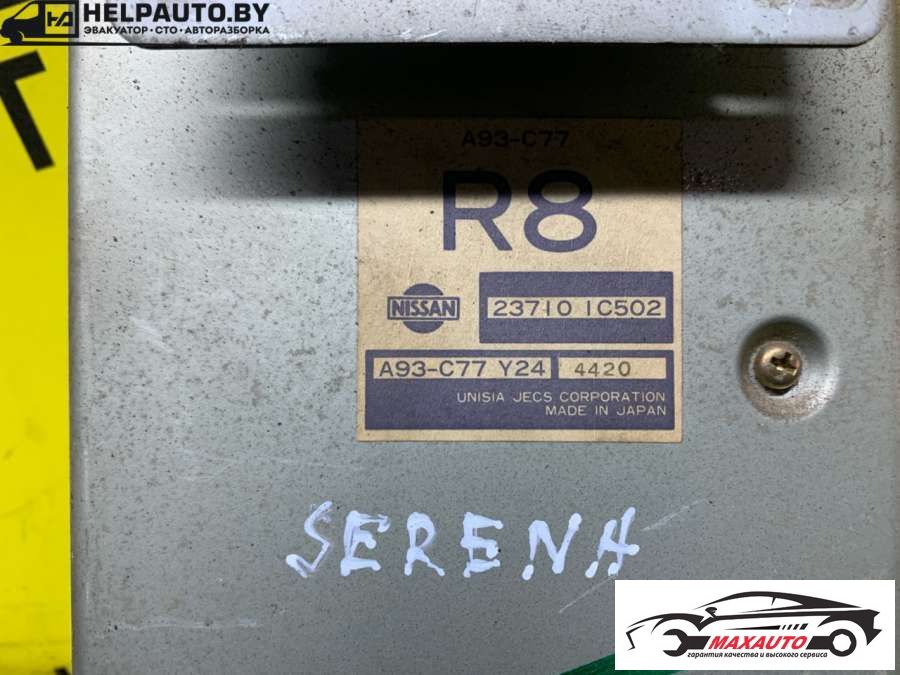 HELPAUTO.BY
ЭВАКУАТОР•СТО•АВТОРАЗБОРКА
A93-C77
R8
NISSAN
23710 1C502
A93-C77 Y24 4420
UNISIA JECS CORPORATION
MADE IN JAPAN
SERENA
MAXAUTO
гарантия качества и высокого сервиса